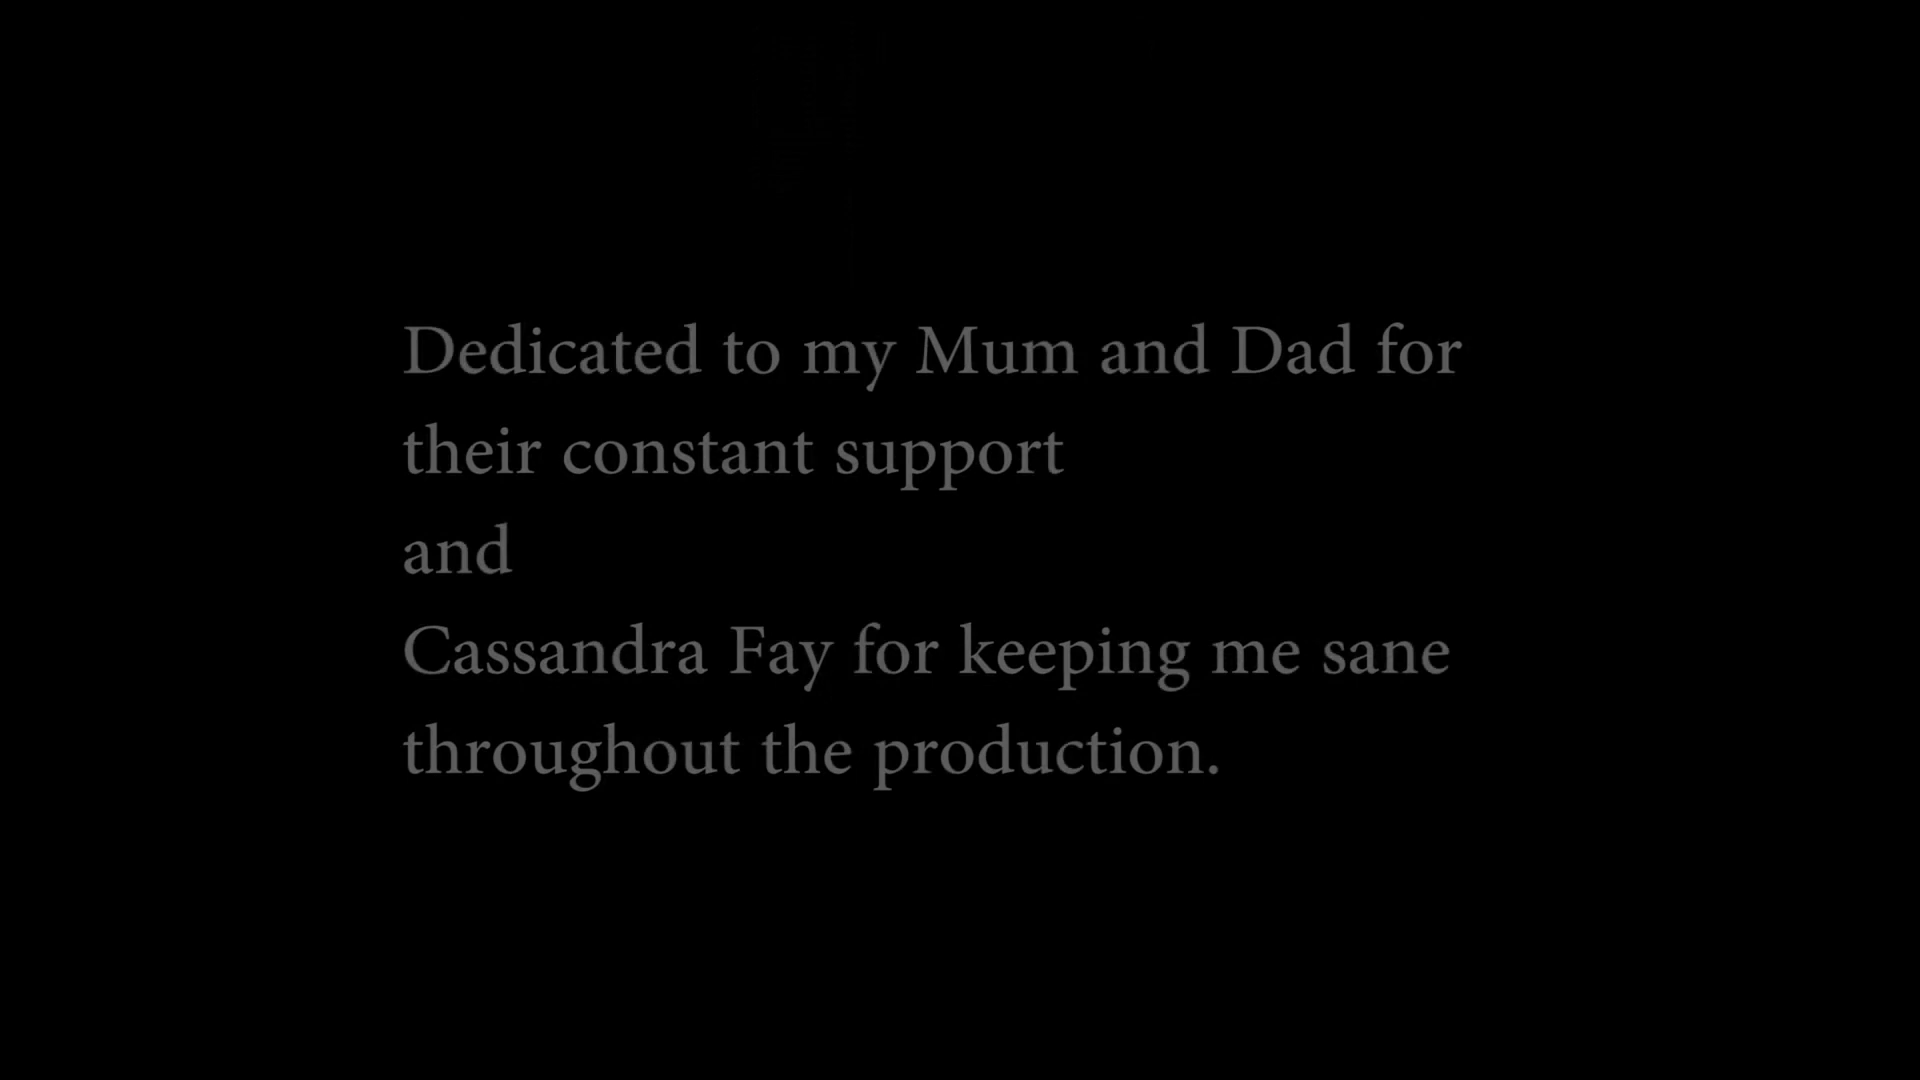 Dedicated to my Mum and Dad for
their constant support
and
Cassandra Fay for keeping me sane
throughout the production.